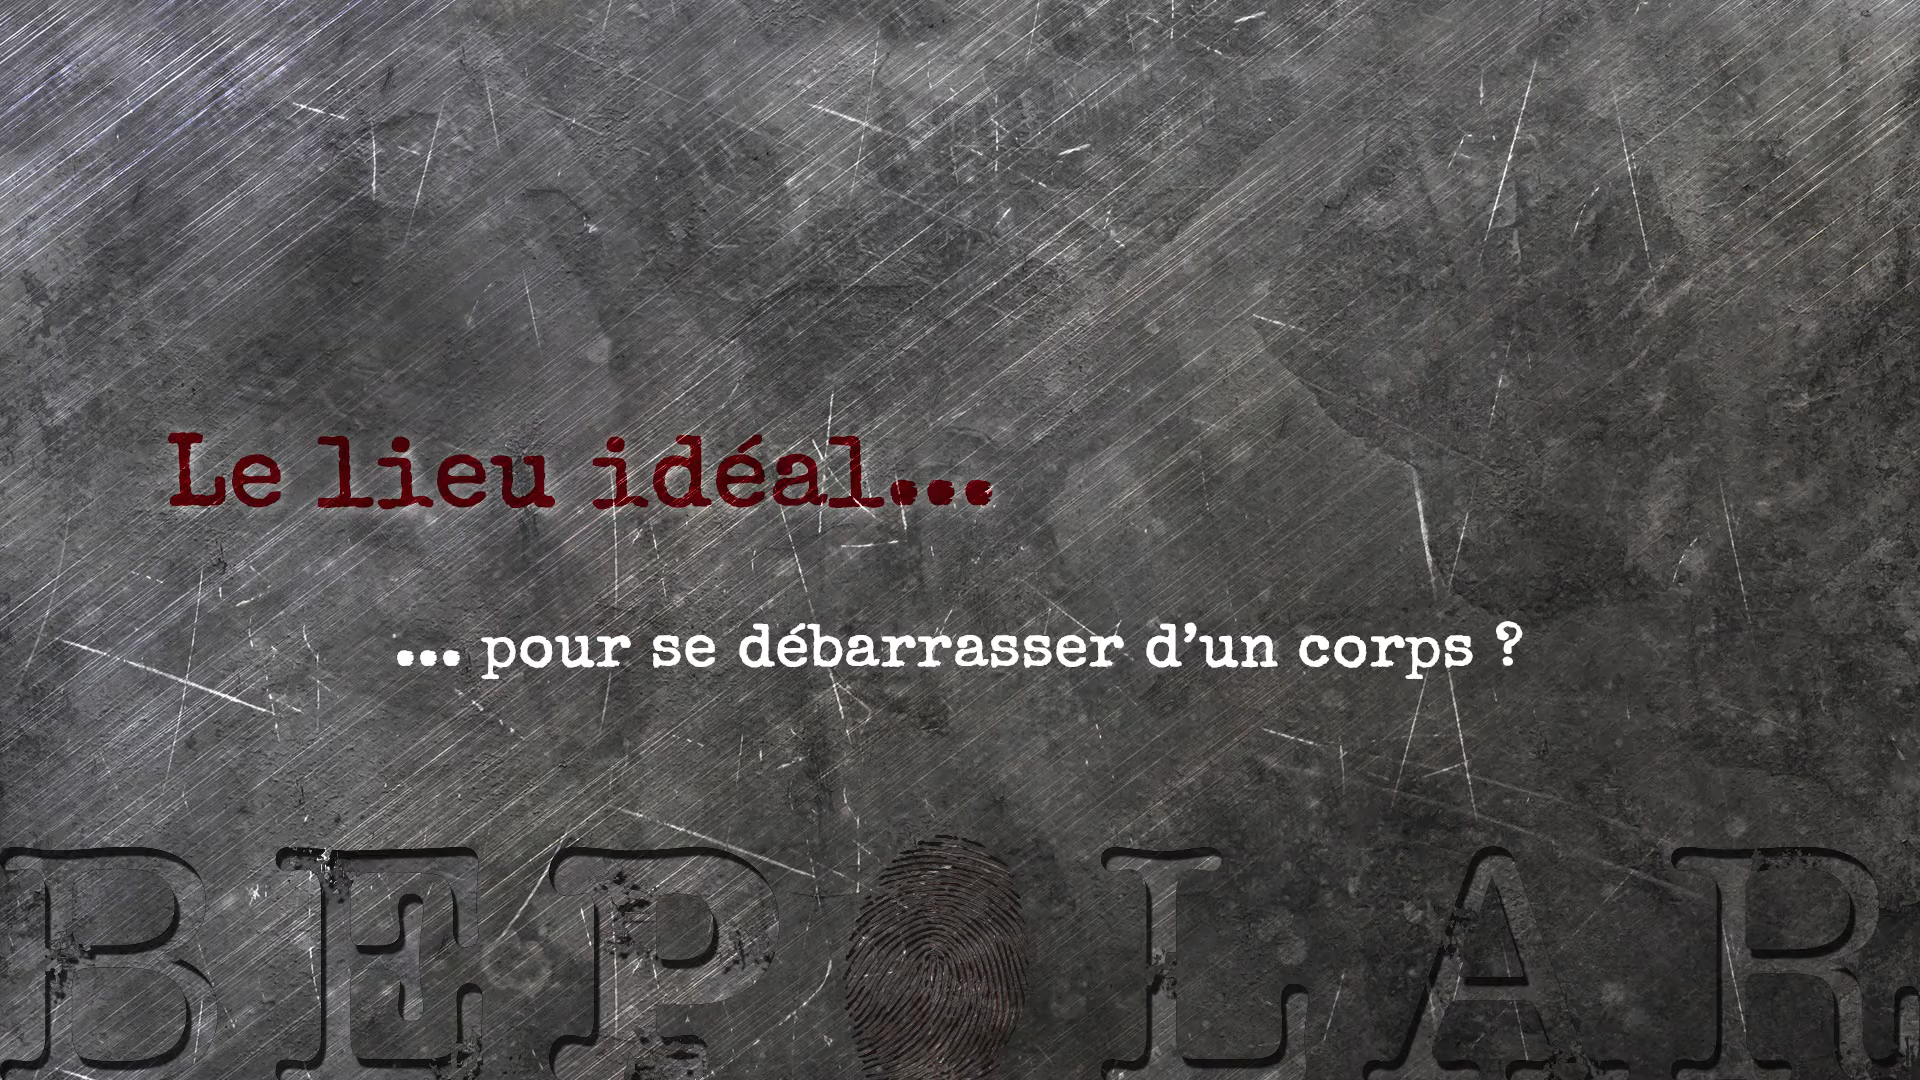 Le lieu idéal...
... pour se débarrasser d’un corps ?
BEPOLAR